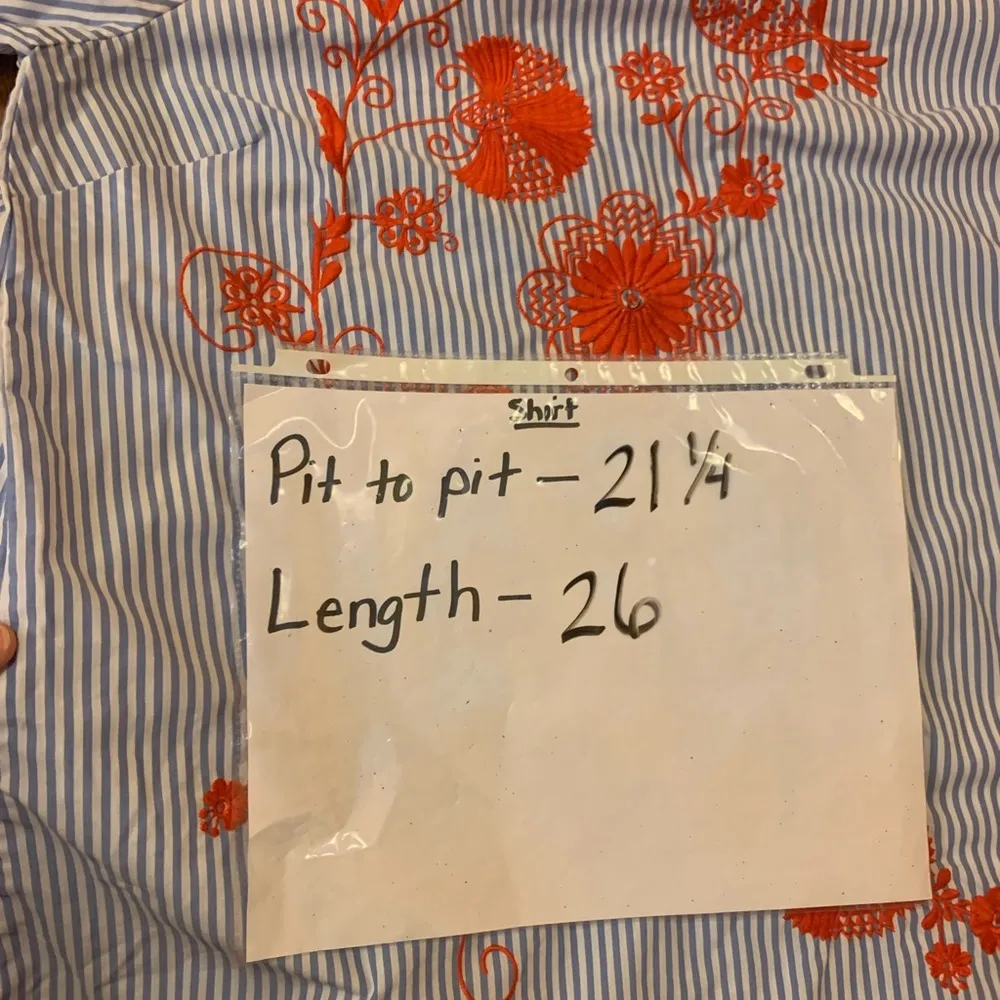 Shirt
Pit to pit - 21 1/4
Length - 26